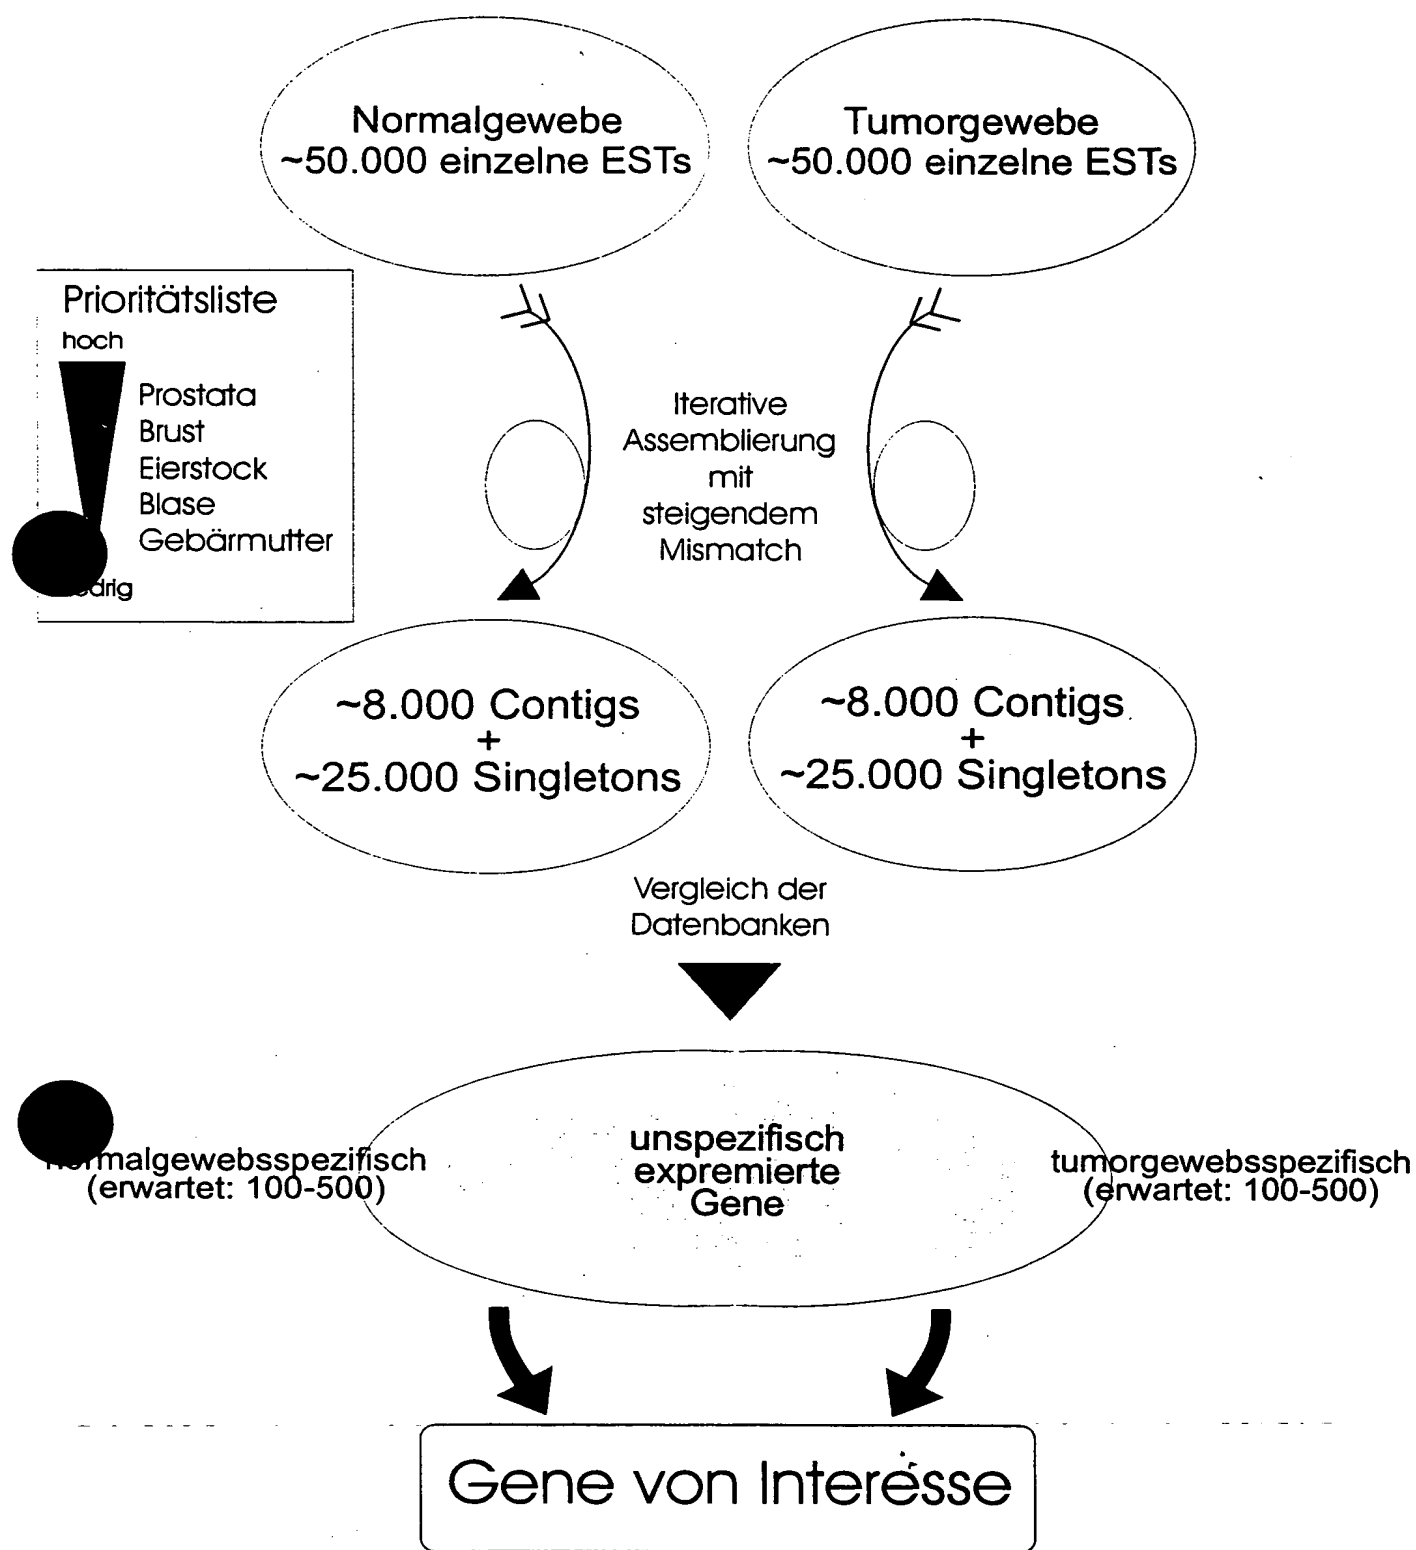 Normalgewebe
~50.000 einzelne ESTs
Tumorgewebe
~50.000 einzelne ESTs
Prioritätsliste
hoch
Prostata
Brust
Eierstock
Blase
Gebärmutter
Iterative
Assemblierung
mit
steigendem
Mismatch
~8.000 Contigs
+
~25.000 Singletons
~8.000 Contigs
+
~25.000 Singletons
Vergleich der
Datenbanken
unspezifisch
expremierte
Gene
(erwartet: 100-500)
tumorgewebsspezifisch
(erwartet: 100-500)
Gene von Interesse